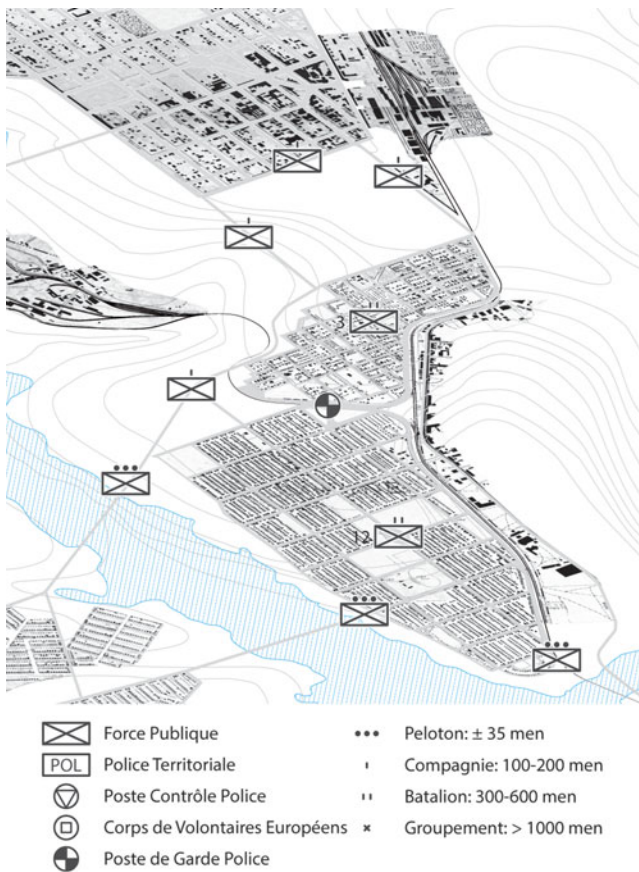 3
12
Force Publique
POL Police Territoriale
Poste Contrôle Police
Corps de Volontaires Européens
Poste de Garde Police
Peloton: ± 35 men
Compagnie: 100-200 men
Batalion: 300-600 men
Groupement: > 1000 men